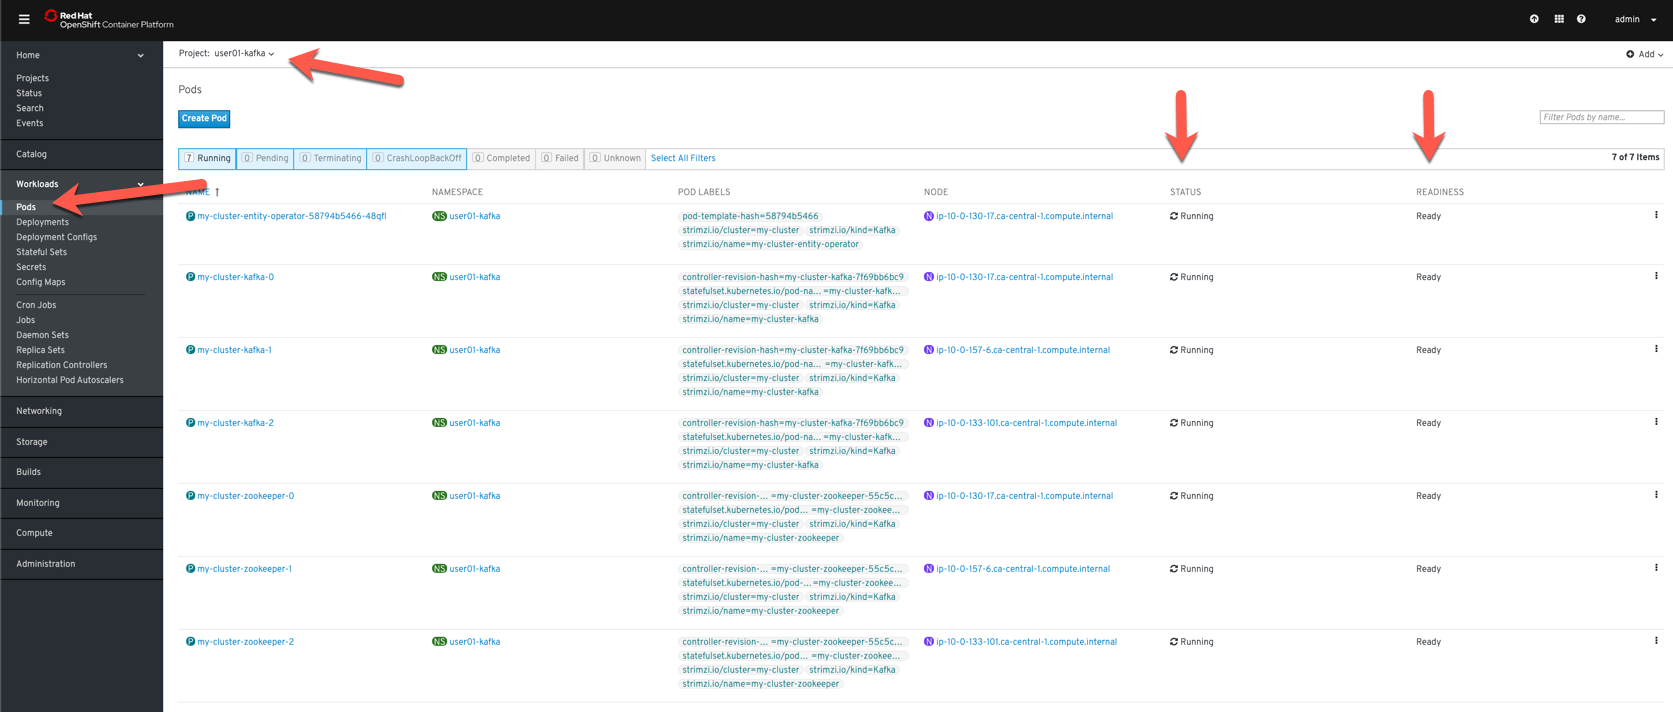 Red Hat
OpenShift Container Platform
admin
Home
Projects
Status
Search
Events
Catalog
Workloads
Pods
Deployments
Deployment Configs
Stateful Sets
Secrets
Config Maps
Cron Jobs
Jobs
Daemon Sets
Replica Sets
Replication Controllers
Horizontal Pod Autoscalers
Networking
Storage
Builds
Monitoring
Compute
Administration
Project: user01-kafka
Add
Pods
Create Pod
Filter Pods by name...
7 Running 0 Pending 0 Terminating 0 CrashLoopBackOff 0 Completed 0 Failed 0 Unknown Select All Filters
7 of 7 Items
NAME ↑ NAMESPACE POD LABELS NODE STATUS READINESS
P my-cluster-entity-operator-58794b5466-48qfl NS user01-kafka pod-template-hash=58794b5466 N ip-10-0-130-17.ca-central-1.compute.internal Running Ready
strimzi.io/cluster=my-cluster strimzi.io/kind=Kafka
strimzi.io/name=my-cluster-entity-operator
P my-cluster-kafka-0 NS user01-kafka controller-revision-hash=my-cluster-kafka-7f69bb6bc9 N ip-10-0-130-17.ca-central-1.compute.internal Running Ready
statefulset.kubernetes.io/pod-na... =my-cluster-kafk...
strimzi.io/cluster=my-cluster strimzi.io/kind=Kafka
strimzi.io/name=my-cluster-kafka
P my-cluster-kafka-1 NS user01-kafka controller-revision-hash=my-cluster-kafka-7f69bb6bc9 N ip-10-0-157-6.ca-central-1.compute.internal Running Ready
statefulset.kubernetes.io/pod-na... =my-cluster-kafk...
strimzi.io/cluster=my-cluster strimzi.io/kind=Kafka
strimzi.io/name=my-cluster-kafka
P my-cluster-kafka-2 NS user01-kafka controller-revision-hash=my-cluster-kafka-7f69bb6bc9 N ip-10-0-133-101.ca-central-1.compute.internal Running Ready
statefulset.kubernetes.io/pod-na... =my-cluster-kafk...
strimzi.io/cluster=my-cluster strimzi.io/kind=Kafka
strimzi.io/name=my-cluster-kafka
P my-cluster-zookeeper-0 NS user01-kafka controller-revision-... =my-cluster-zookeeper-55c5c... N ip-10-0-130-17.ca-central-1.compute.internal Running Ready
statefulset.kubernetes.io/pod... =my-cluster-zookee...
strimzi.io/cluster=my-cluster strimzi.io/kind=Kafka
strimzi.io/name=my-cluster-zookeeper
P my-cluster-zookeeper-1 NS user01-kafka controller-revision-... =my-cluster-zookeeper-55c5c... N ip-10-0-157-6.ca-central-1.compute.internal Running Ready
statefulset.kubernetes.io/pod-... =my-cluster-zookee...
strimzi.io/cluster=my-cluster strimzi.io/kind=Kafka
strimzi.io/name=my-cluster-zookeeper
P my-cluster-zookeeper-2 NS user01-kafka controller-revision-... =my-cluster-zookeeper-55c5c... N ip-10-0-133-101.ca-central-1.compute.internal Running Ready
statefulset.kubernetes.io/pod... =my-cluster-zookee...
strimzi.io/cluster=my-cluster strimzi.io/kind=Kafka
strimzi.io/name=my-cluster-zookeeper